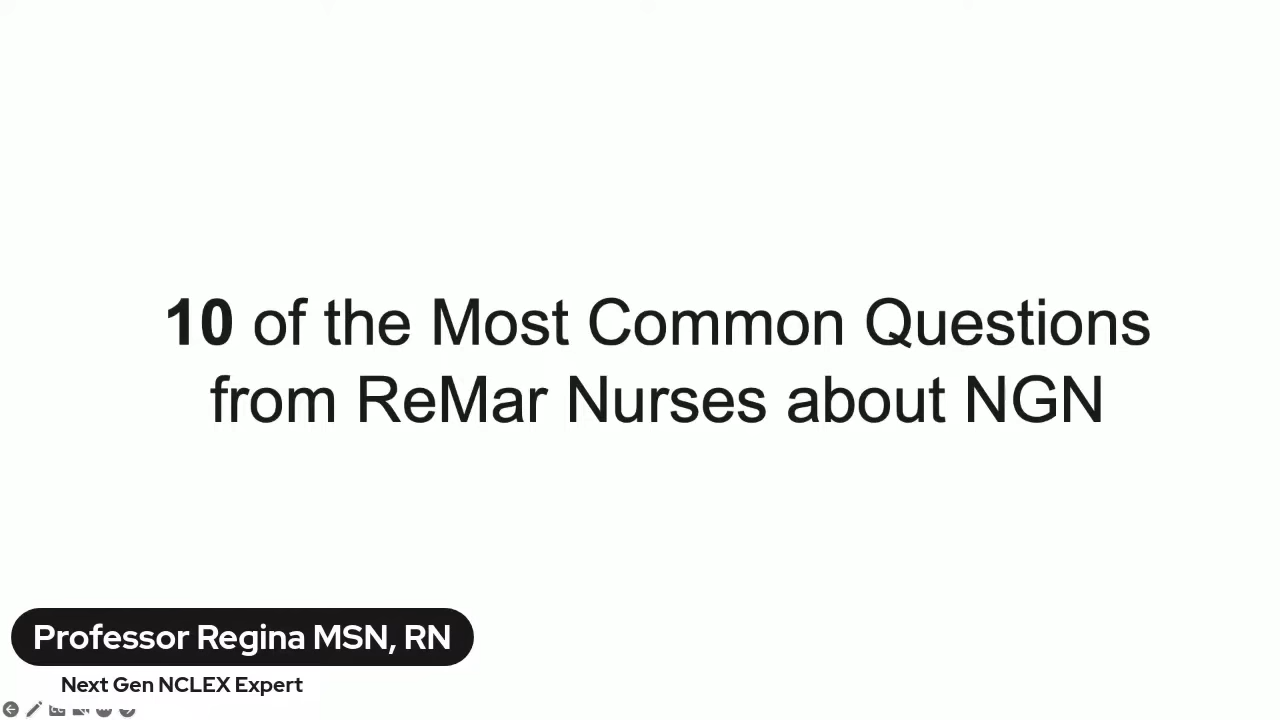 10 of the Most Common Questions
from ReMar Nurses about NGN
Professor Regina MSN, RN
Next Gen NCLEX Expert